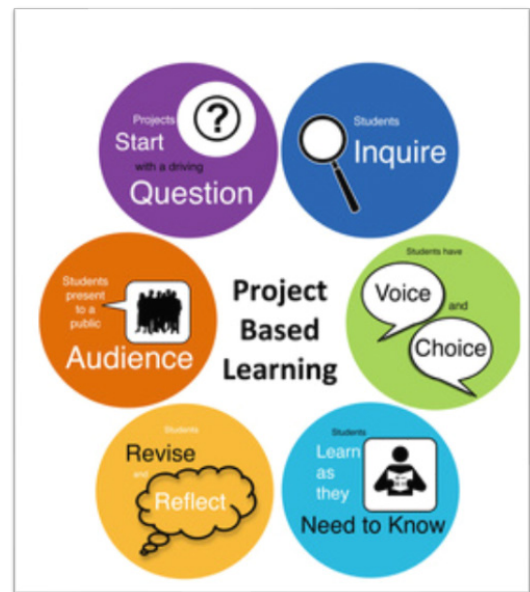 Projects
Start
with a driving
Question
?
Students
Inquire
Students have
Voice
and
Choice
Students
Learn
as
they
Need to Know
Students
Revise
and
Reflect
Students
present
to a
public
Audience
Project
Based
Learning